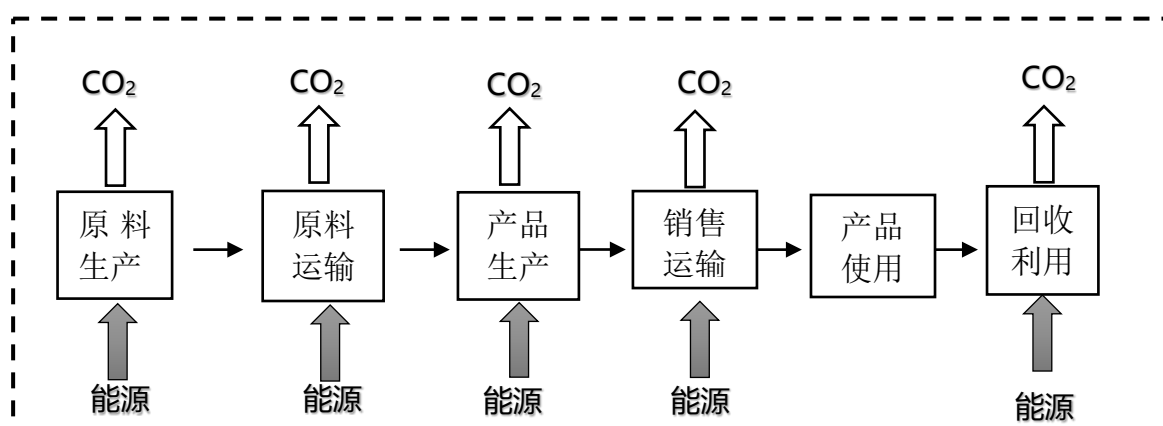 CO₂ CO₂ CO₂ CO₂ CO₂
原料
生产
原料
运输
产品
生产
销售
运输
产品
使用
回收
利用
能源 能源 能源 能源 能源